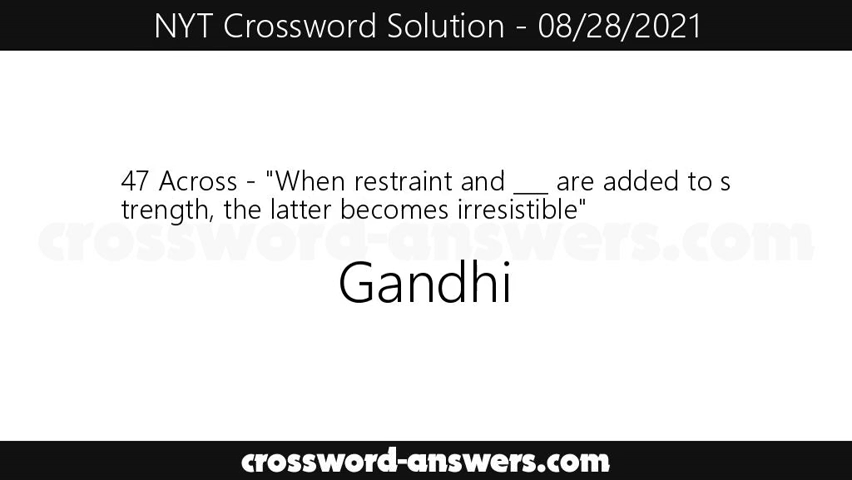 NYT Crossword Solution - 08/28/2021
47 Across - "When restraint and ___ are added to s
trength, the latter becomes irresistible"
crossword-answers.com
Gandhi
crossword-answers.com